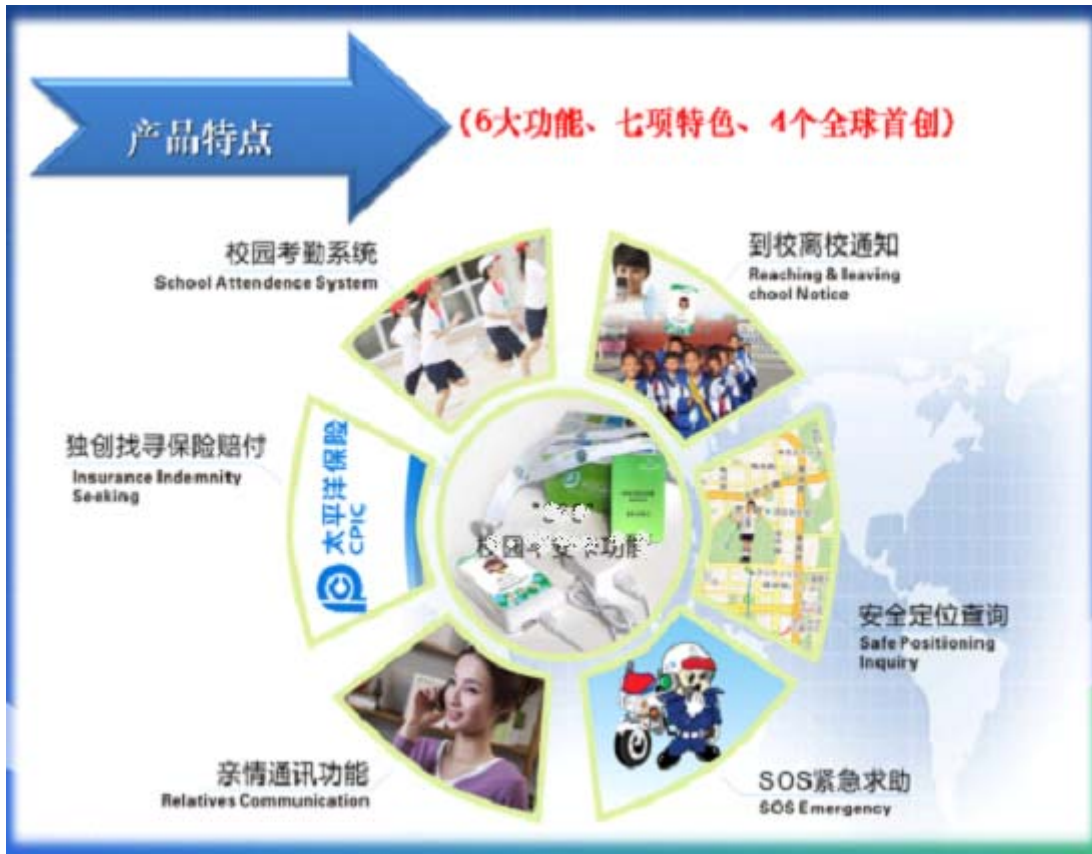 产品特点
（6大功能、七项特色、4个全球首创）
校园考勤系统
School Attendence System
到校离校通知
Reaching & leaving
chool Notice
独创找寻保险赔付
Insurance Indemnity
Seeking
太平洋保险
CPIC
安全定位查询
Safe Positioning
Inquiry
亲情通讯功能
Relatives Communication
SOS紧急求助
SOS Emergency